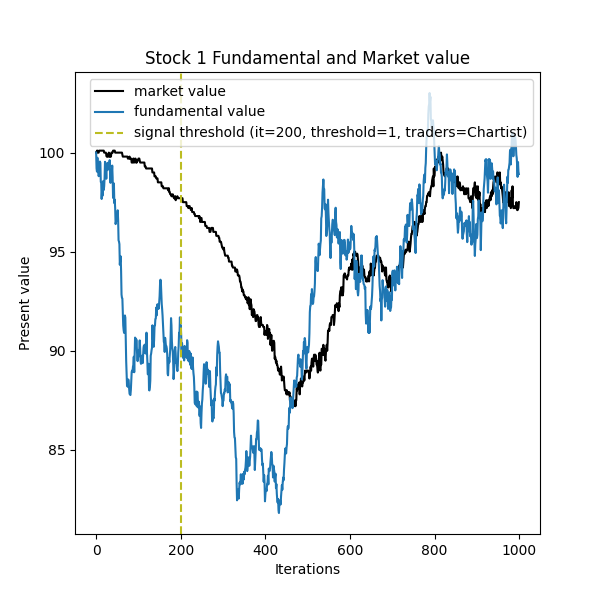 Stock 1 Fundamental and Market value
market value
fundamental value
signal threshold (it=200, threshold=1, traders=Chartist)
100
95
90
85
Present value
0 200 400 600 800 1000
Iterations